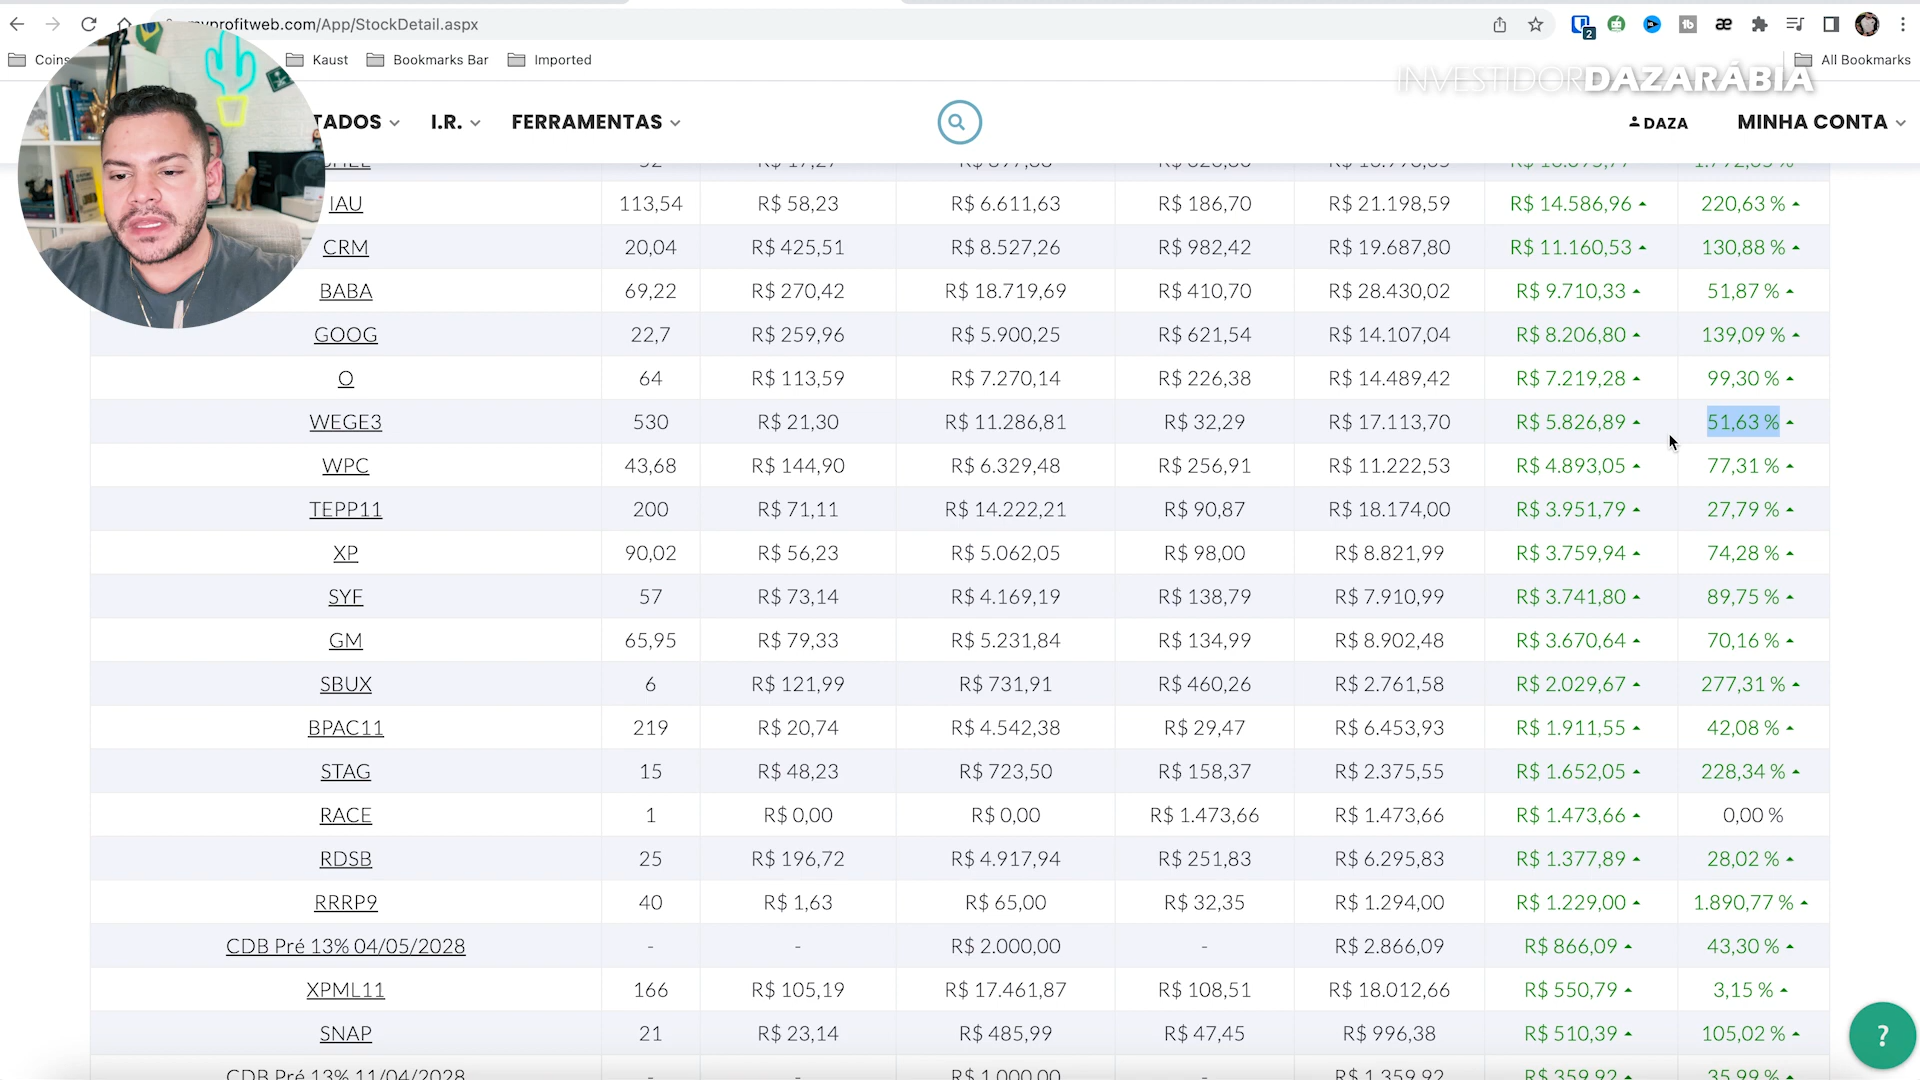 myprofitweb.com/App/StockDetail.aspx
2
Coins
Kaust
Bookmarks Bar
Imported
All Bookmarks
INVESTIDORDAZARÁBIA
I.R.
FERRAMENTAS
DAZA
MINHA CONTA
IAU 113,54 R$ 58,23 R$ 6.611,63 R$ 186,70 R$ 21.198,59 R$ 14.586,96 220,63 %
CRM 20,04 R$ 425,51 R$ 8.527,26 R$ 982,42 R$ 19.687,80 R$ 11.160,53 130,88 %
BABA 69,22 R$ 270,42 R$ 18.719,69 R$ 410,70 R$ 28.430,02 R$ 9.710,33 51,87 %
GOOG 22,7 R$ 259,96 R$ 5.900,25 R$ 621,54 R$ 14.107,04 R$ 8.206,80 139,09 %
O 64 R$ 113,59 R$ 7.270,14 R$ 226,38 R$ 14.489,42 R$ 7.219,28 99,30 %
WEGE3 530 R$ 21,30 R$ 11.286,81 R$ 32,29 R$ 17.113,70 R$ 5.826,89 51,63 %
WPC 43,68 R$ 144,90 R$ 6.329,48 R$ 256,91 R$ 11.222,53 R$ 4.893,05 77,31 %
TEPP11 200 R$ 71,11 R$ 14.222,21 R$ 90,87 R$ 18.174,00 R$ 3.951,79 27,79 %
XP 90,02 R$ 56,23 R$ 5.062,05 R$ 98,00 R$ 8.821,99 R$ 3.759,94 74,28 %
SYF 57 R$ 73,14 R$ 4.169,19 R$ 138,79 R$ 7.910,99 R$ 3.741,80 89,75 %
GM 65,95 R$ 79,33 R$ 5.231,84 R$ 134,99 R$ 8.902,48 R$ 3.670,64 70,16 %
SBUX 6 R$ 121,99 R$ 731,91 R$ 460,26 R$ 2.761,58 R$ 2.029,67 277,31 %
BPAC11 219 R$ 20,74 R$ 4.542,38 R$ 29,47 R$ 6.453,93 R$ 1.911,55 42,08 %
STAG 15 R$ 48,23 R$ 723,50 R$ 158,37 R$ 2.375,55 R$ 1.652,05 228,34 %
RACE 1 R$ 0,00 R$ 0,00 R$ 1.473,66 R$ 1.473,66 R$ 1.473,66 0,00 %
RDSB 25 R$ 196,72 R$ 4.917,94 R$ 251,83 R$ 6.295,83 R$ 1.377,89 28,02 %
RRRP9 40 R$ 1,63 R$ 65,00 R$ 32,35 R$ 1.294,00 R$ 1.229,00 1.890,77 %
CDB Pré 13% 04/05/2028 - - R$ 2.000,00 - R$ 2.866,09 R$ 866,09 43,30 %
XPML11 166 R$ 105,19 R$ 17.461,87 R$ 108,51 R$ 18.012,66 R$ 550,79 3,15 %
SNAP 21 R$ 23,14 R$ 485,99 R$ 47,45 R$ 996,38 R$ 510,39 105,02 %
CDB Pré 13% 11/04/2028 - - R$ 1.000,00 - R$ 1.359,92 R$ 359,92 35,99 %
?